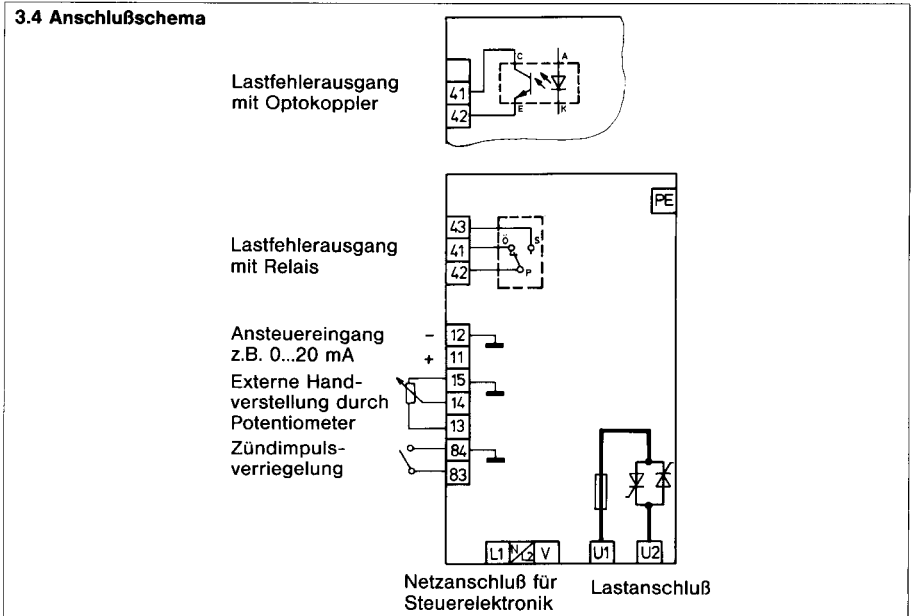 3.4 Anschlußschema
Lastfehlerausgang
mit Optokoppler
41
42
C
A
E
K
PE
Lastfehlerausgang
mit Relais
43
41
42
Ö
S
P
Ansteuereingang
z.B. 0...20 mA
–
+
12
11
Externe Hand-
verstellung durch
Potentiometer
15
14
13
Zündimpuls-
verriegelung
84
83
L1
N/L2
V
U1
U2
Netzanschluß für
Steuerelektronik
Lastanschluß